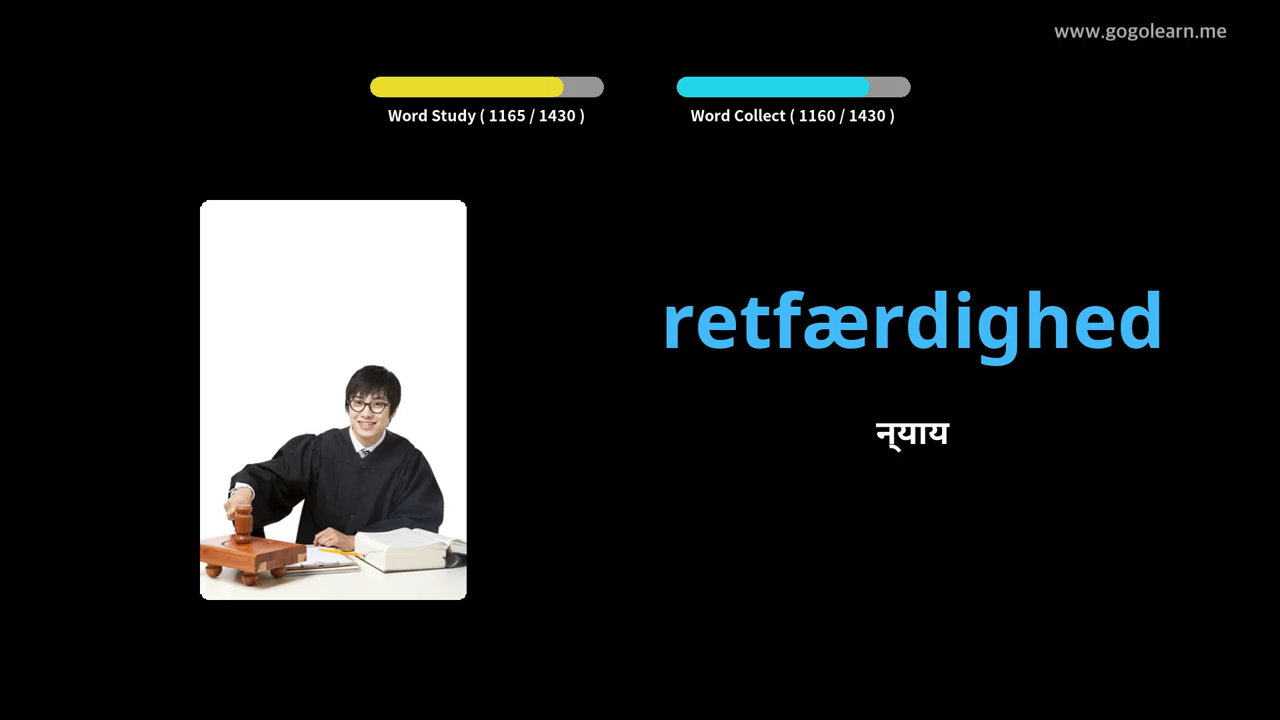 www.gogolearn.me
Word Study ( 1165 / 1430 )
Word Collect ( 1160 / 1430 )
retfærdighed
न्याय